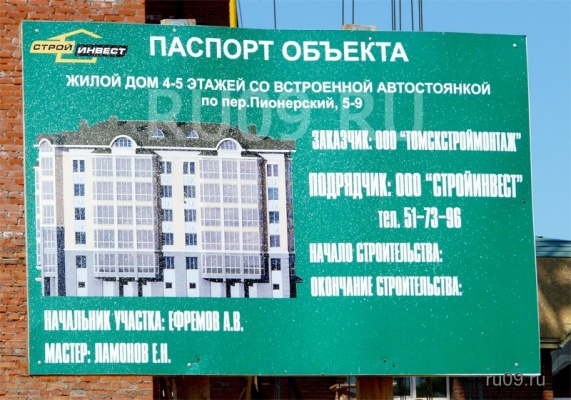 СТРОЙ ИНВЕСТ
ПАСПОРТ ОБЪЕКТА
ЖИЛОЙ ДОМ 4-5 ЭТАЖЕЙ СО ВСТРОЕННОЙ АВТОСТОЯНКОЙ
по пер.Пионерский, 5-9
RU09.RU
ЗАКАЗЧИК: ООО "ТОМСКСТРОЙМОНТАЖ"
ПОДРЯДЧИК: ООО "СТРОЙИНВЕСТ"
тел. 51-73-96
НАЧАЛО СТРОИТЕЛЬСТВА:
ОКОНЧАНИЕ СТРОИТЕЛЬСТВА:
НАЧАЛЬНИК УЧАСТКА: ЕФРЕМОВ А.В.
МАСТЕР: ЛАМОНОВ Е.Н.
ru09.ru